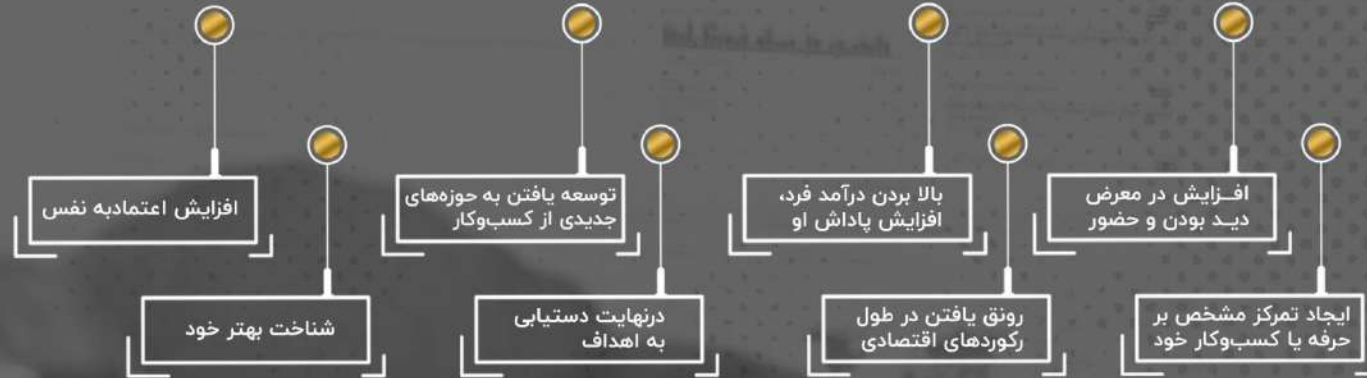 افـزایش در معرض
دیـد بودن و حضور
ایجاد تمرکز مشخص بر
حرفه یا کسب‌وکار خود
بالا بردن درآمد فرد،
افزایش پاداش او
رونق یافتن در طول
رکوردهای اقتصادی
توسعه یافتن به حوزه‌های
جدیدی از کسب‌وکار
درنهایت دستیابی
به اهداف
افزایش اعتمادبه نفس
شناخت بهتر خود